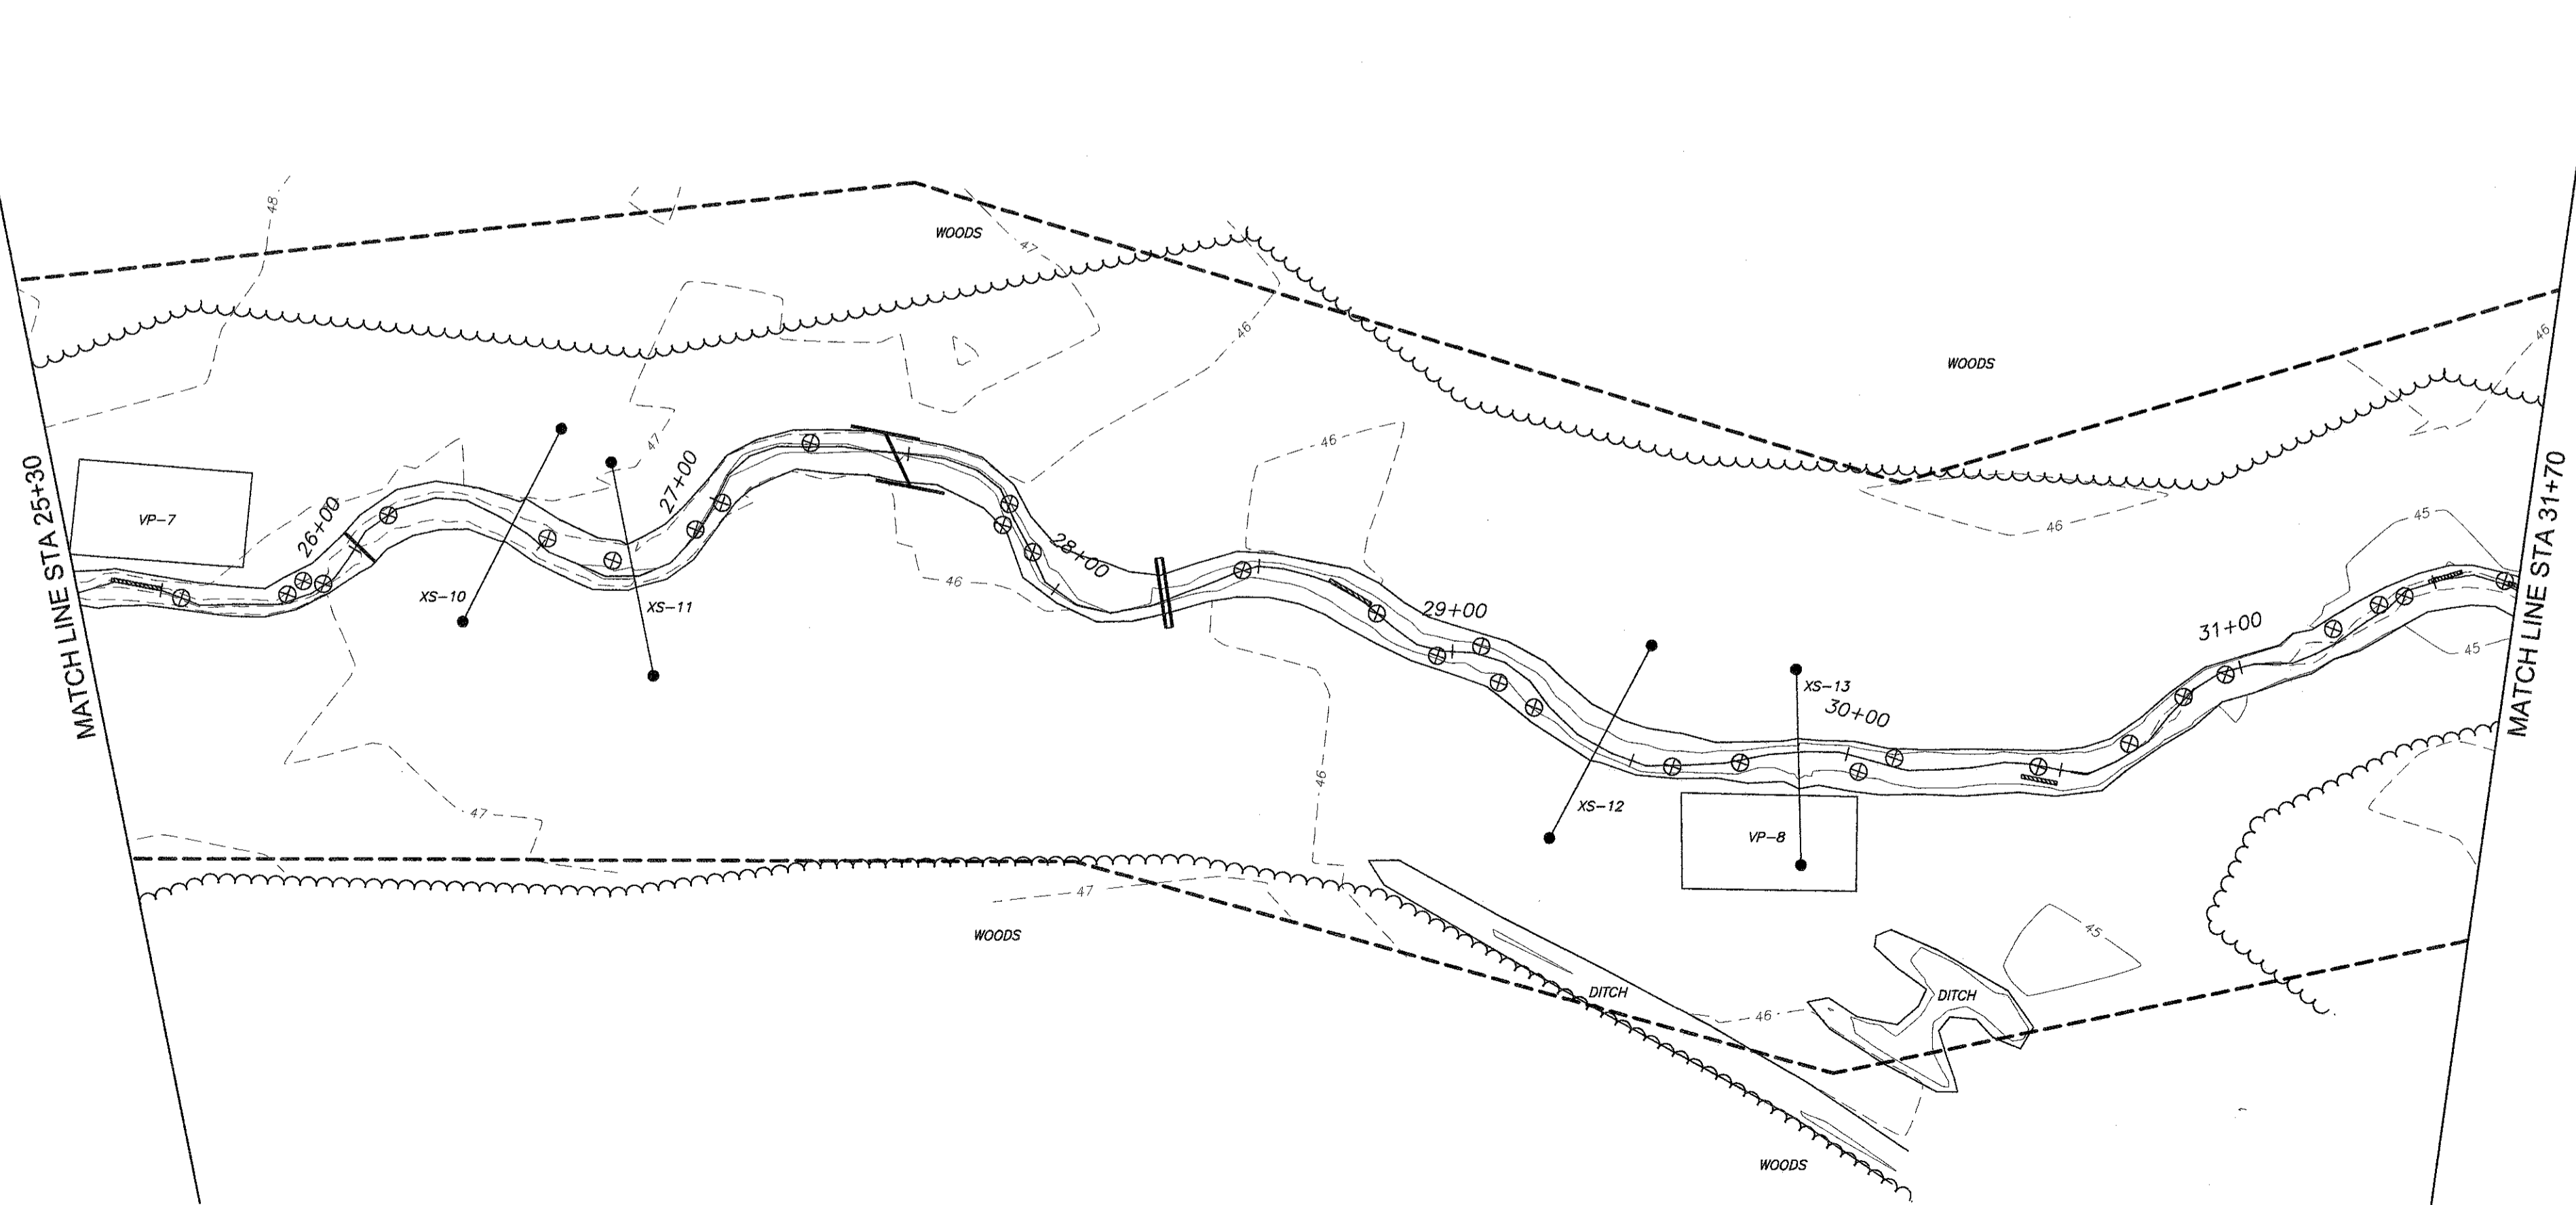 48
WOODS
47
46
WOODS
46
MATCH LINE STA 25+30
VP-7
26+00
47
27+00
46
46
45
MATCH LINE STA 31+70
28+00
46
XS-10
XS-11
29+00
31+00
45
XS-13
30+00
46
XS-12
VP-8
47
47
WOODS
45
DITCH
DITCH
46
WOODS